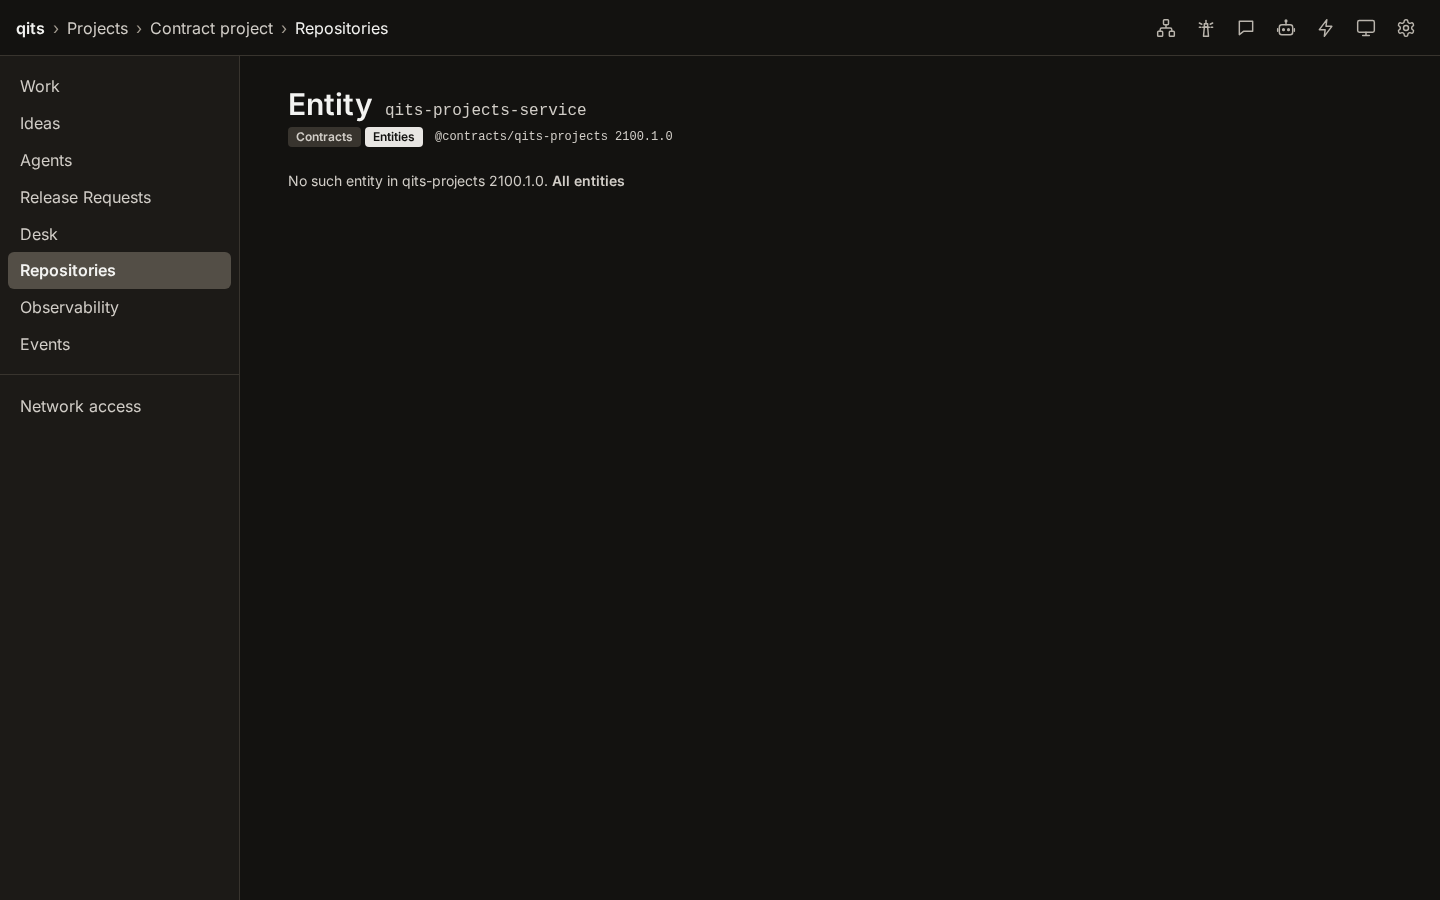 qits › Projects › Contract project › Repositories
Work
Ideas
Agents
Release Requests
Desk
Repositories
Observability
Events
Network access
Entity qits-projects-service
Contracts Entities @contracts/qits-projects 2100.1.0
No such entity in qits-projects 2100.1.0. All entities